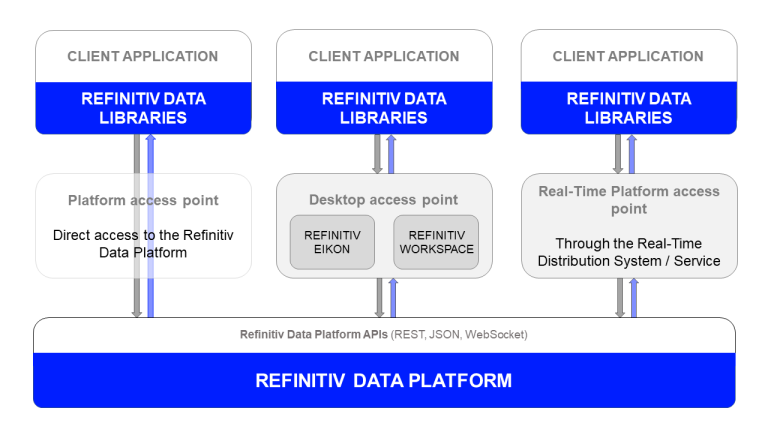 CLIENT APPLICATION
REFINITIV DATA
LIBRARIES
Platform access point
Direct access to the Refinitiv
Data Platform
CLIENT APPLICATION
REFINITIV DATA
LIBRARIES
Desktop access point
REFINITIV
EIKON
REFINITIV
WORKSPACE
CLIENT APPLICATION
REFINITIV DATA
LIBRARIES
Real-Time Platform access
point
Through the Real-Time
Distribution System / Service
Refinitiv Data Platform APIs (REST, JSON, WebSocket)
REFINITIV DATA PLATFORM